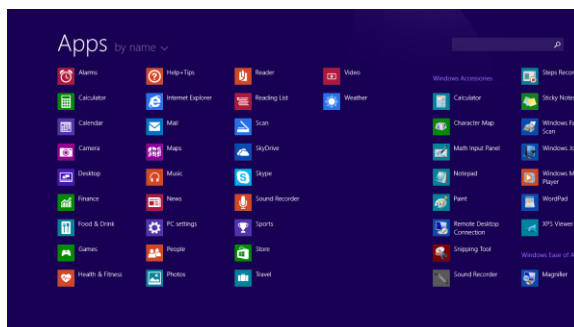 Apps by name
Alarms
Calculator
Calendar
Camera
Desktop
Finance
Food & Drink
Games
Health & Fitness
Help+Tips
Internet Explorer
Mail
Maps
Music
News
PC settings
People
Photos
Reader
Reading List
Scan
SkyDrive
Skype
Sound Recorder
Sports
Store
Travel
Video
Weather
Windows Accessories
Calculator
Character Map
Math Input Panel
Notepad
Paint
Remote Desktop
Connection
Snipping Tool
Sound Recorder
Steps Recor
Sticky Notes
Windows Fa
Scan
Windows Jo
Windows M
Player
WordPad
XPS Viewer
Windows Ease of A
Magnifier